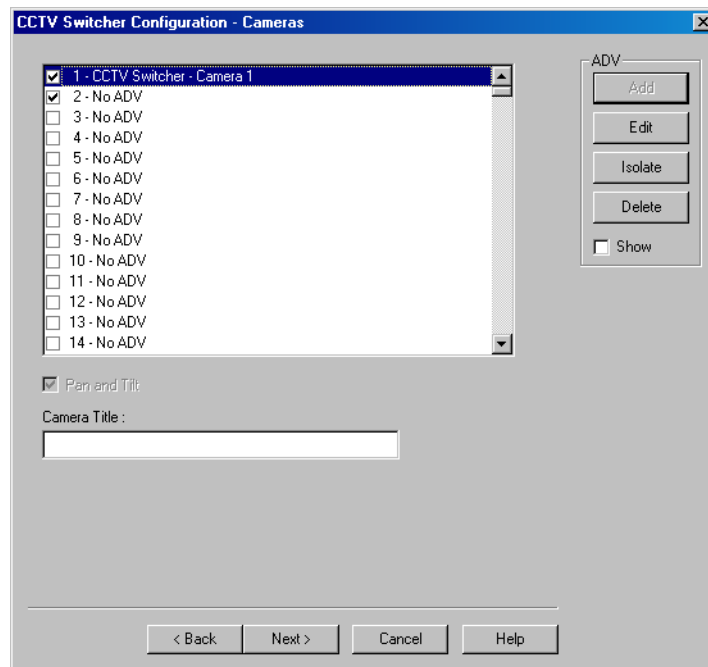 CCTV Switcher Configuration - Cameras
1 - CCTV Switcher - Camera 1
2 - No ADV
3 - No ADV
4 - No ADV
5 - No ADV
6 - No ADV
7 - No ADV
8 - No ADV
9 - No ADV
10 - No ADV
11 - No ADV
12 - No ADV
13 - No ADV
14 - No ADV
ADV
Add
Edit
Isolate
Delete
Show
Pan and Tilt
Camera Title :
< Back
Next >
Cancel
Help